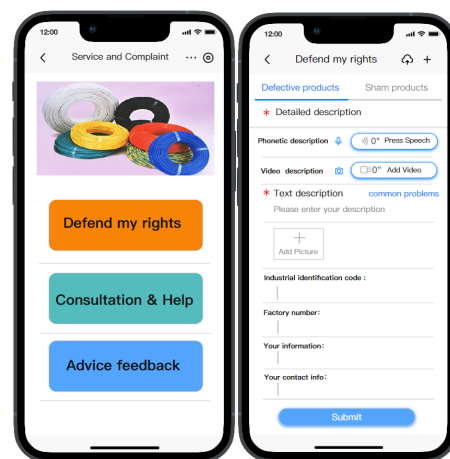 12:00
Service and Complaint
Defend my rights
Consultation & Help
Advice feedback
12:00
Defend my rights
Defective products
Sham products
* Detailed description
Phonetic description
0" Press Speech
Video description
0" Add Video
* Text description
common problems
Please enter your description
Add Picture
Industrial identification code :
Factory number:
Your information:
Your contact info:
Submit